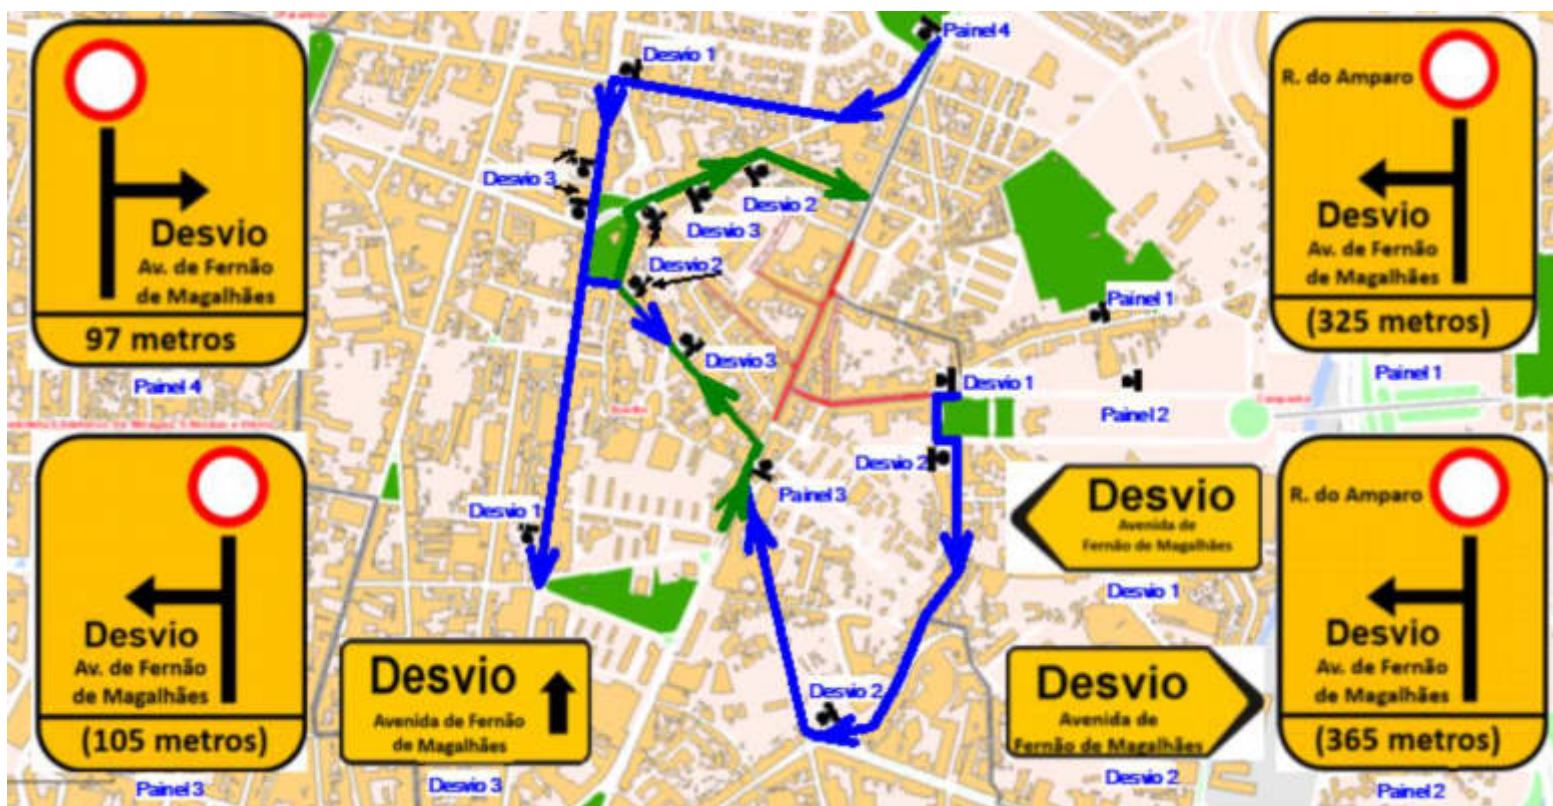 Desvio
Av. de Fernão
de Magalhães
97 metros
Painel 4
Desvio
Av. de Fernão
de Magalhães
(105 metros)
Painel 3
Desvio
Avenida de Fernão
de Magalhães
Desvio 3
Painel 4
Desvio 1
Desvio 3
Desvio 2
Desvio 3
Desvio 2
Desvio 3
Painel 1
Desvio 1
Painel 2
Desvio 2
Painel 3
Desvio 1
Desvio 2
R. do Amparo
Desvio
Av. de Fernão
de Magalhães
(325 metros)
Painel 1
Desvio
Avenida de
Fernão de Magalhães
Desvio 1
Desvio
Avenida de
Fernão de Magalhães
Desvio 2
R. do Amparo
Desvio
Av. de Fernão
de Magalhães
(365 metros)
Painel 2